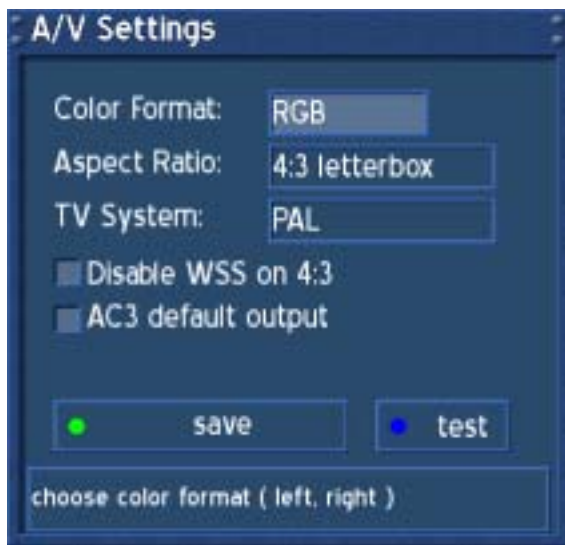 A/V Settings
Color Format: RGB
Aspect Ratio: 4:3 letterbox
TV System: PAL
Disable WSS on 4:3
AC3 default output
save test
choose color format ( left, right )